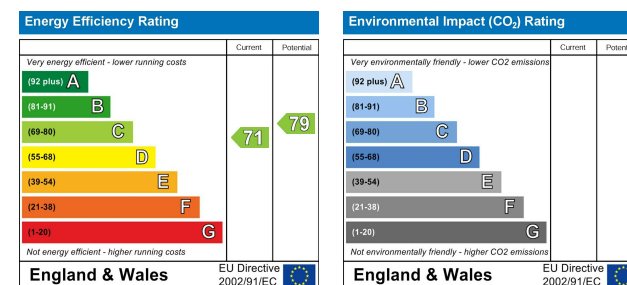 Energy Efficiency Rating
Current Potential
Very energy efficient - lower running costs
(92 plus) A
(81-91) B
(69-80) C
(55-68) D
(39-54) E
(21-38) F
(1-20) G
71
79
Not energy efficient - higher running costs
England & Wales
EU Directive
2002/91/EC
Environmental Impact (CO₂) Rating
Current Potent
Very environmentally friendly - lower CO2 emissions
(92 plus) A
(81-91) B
(69-80) C
(55-68) D
(39-54) E
(21-38) F
(1-20) G
Not environmentally friendly - higher CO2 emissions
England & Wales
EU Directive
2002/91/EC